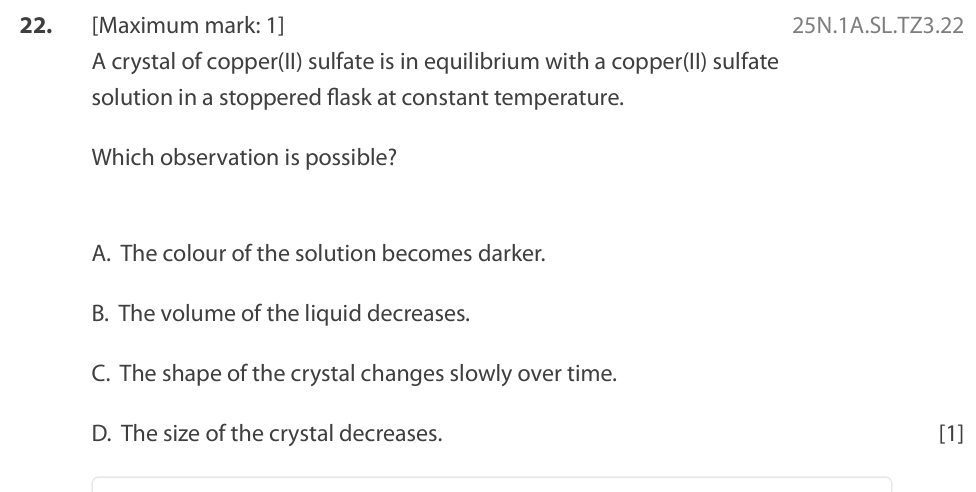 22. [Maximum mark: 1] 25N.1A.SL.TZ3.22
A crystal of copper(II) sulfate is in equilibrium with a copper(II) sulfate
solution in a stoppered flask at constant temperature.
Which observation is possible?
A. The colour of the solution becomes darker.
B. The volume of the liquid decreases.
C. The shape of the crystal changes slowly over time.
D. The size of the crystal decreases. [1]